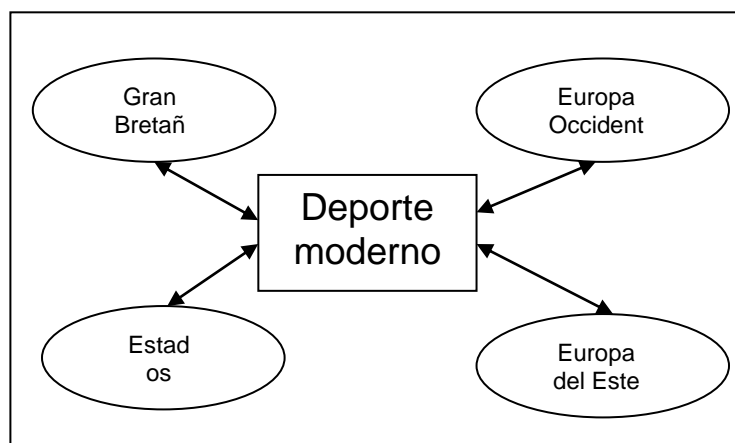 Gran
Bretañ
Europa
Occident
Deporte
moderno
Estad
os
Europa
del Este